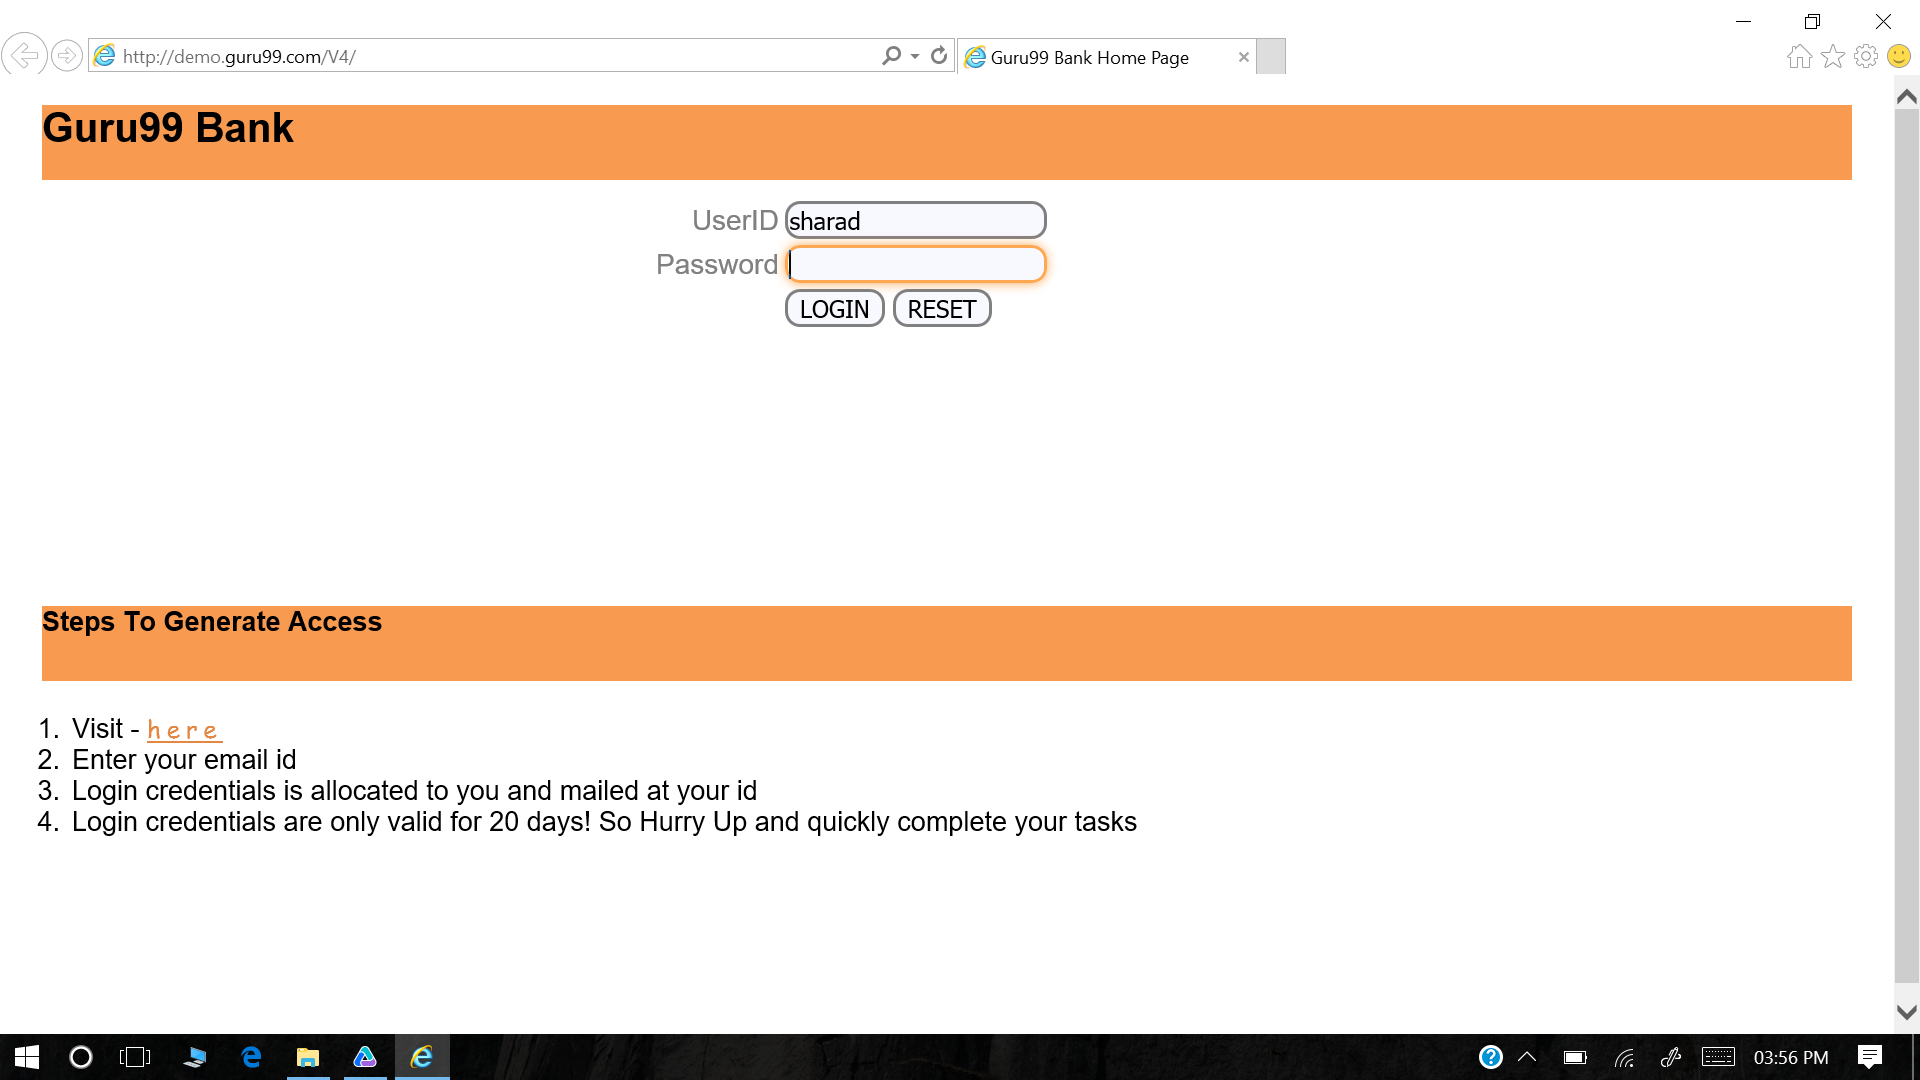 http://demo.guru99.com/V4/
Guru99 Bank Home Page
Guru99 Bank
UserID sharad
Password
LOGIN RESET
Steps To Generate Access
1. Visit - here
2. Enter your email id
3. Login credentials is allocated to you and mailed at your id
4. Login credentials are only valid for 20 days! So Hurry Up and quickly complete your tasks
03:56 PM